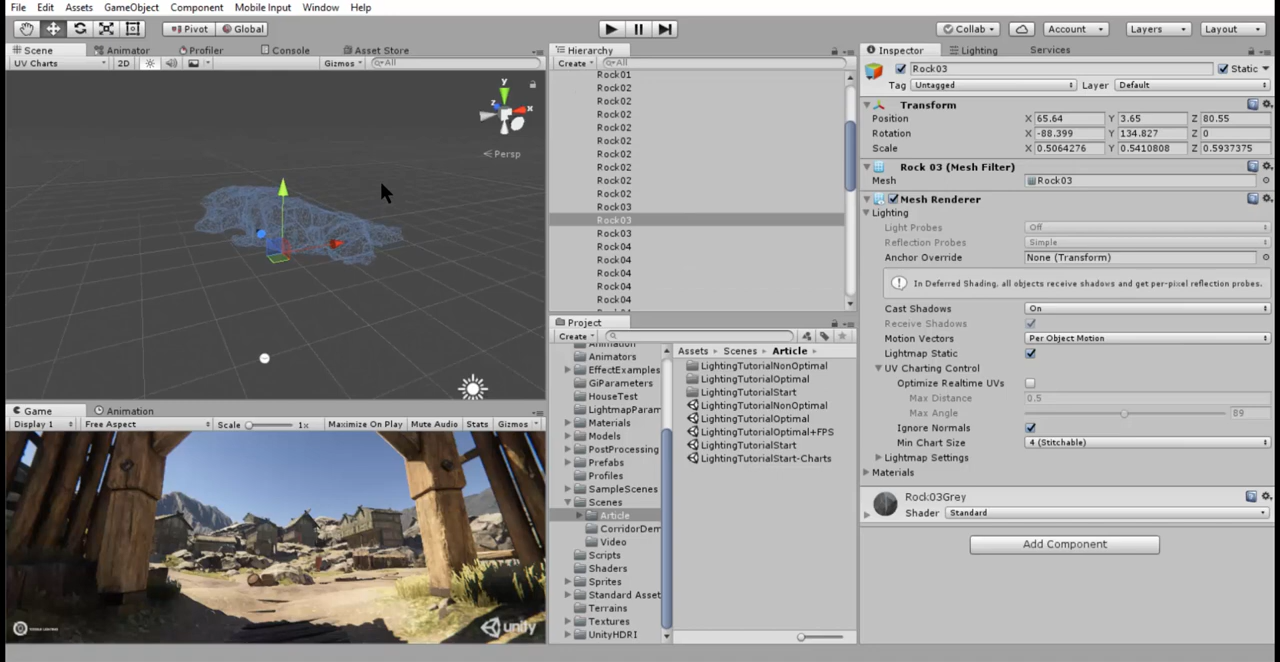 File Edit Assets GameObject Component Mobile Input Window Help
Pivot Global
Collab Account Layers Layout
Scene Animator Profiler Console Asset Store
UV Charts 2D Gizmos All
y
x
z
Persp
Game Animation
Display 1 Free Aspect Scale 1x Maximize On Play Mute Audio Stats Gizmos
unity
Hierarchy
Create All
Rock01
Rock02
Rock02
Rock02
Rock02
Rock02
Rock02
Rock02
Rock02
Rock02
Rock03
Rock03
Rock03
Rock04
Rock04
Rock04
Rock04
Rock04
Project
Create
Animation
Animators
EffectExamples
GiParameters
HouseTest
LightmapParam
Materials
Models
PostProcessing
Prefabs
Profiles
SampleScenes
Scenes
Article
CorridorDem
Video
Scripts
Shaders
Sprites
Standard Asset
Terrains
Textures
UnityHDRI
Assets Scenes Article
LightingTutorialNonOptimal
LightingTutorialOptimal
LightingTutorialStart
LightingTutorialNonOptimal
LightingTutorialOptimal
LightingTutorialOptimal+FPS
LightingTutorialStart
LightingTutorialStart-Charts
Inspector Lighting Services
Rock03 Static
Tag Untagged Layer Default
Transform
Position X 65.64 Y 3.65 Z 80.55
Rotation X -88.399 Y 134.827 Z 0
Scale X 0.5064276 Y 0.5410808 Z 0.5937375
Rock 03 (Mesh Filter)
Mesh Rock03
Mesh Renderer
Lighting
Light Probes Off
Reflection Probes Simple
Anchor Override None (Transform)
In Deferred Shading, all objects receive shadows and get per-pixel reflection probes.
Cast Shadows On
Receive Shadows
Motion Vectors Per Object Motion
Lightmap Static
UV Charting Control
Optimize Realtime UVs
Max Distance 0.5
Max Angle 89
Ignore Normals
Min Chart Size 4 (Stitchable)
Lightmap Settings
Materials
Rock03Grey
Shader Standard
Add Component